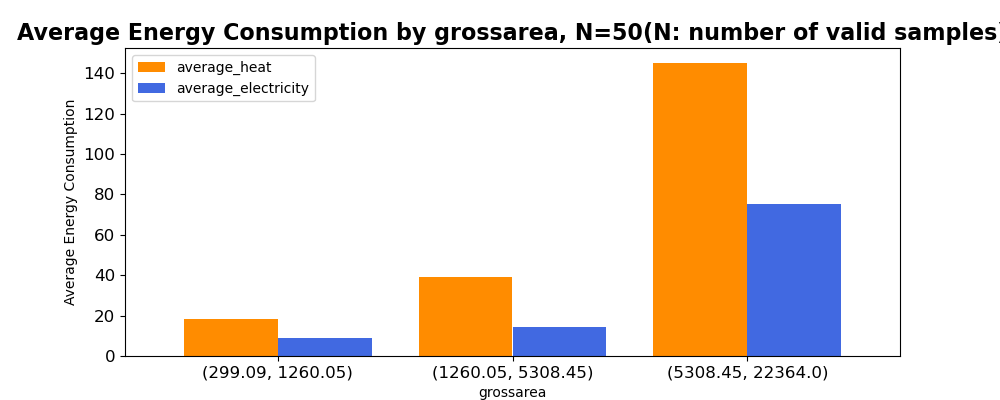 Average Energy Consumption by grossarea, N=50(N: number of valid samples)
average_heat
average_electricity
Average Energy Consumption
140
120
100
80
60
40
20
0
(299.09, 1260.05)
(1260.05, 5308.45)
(5308.45, 22364.0)
grossarea